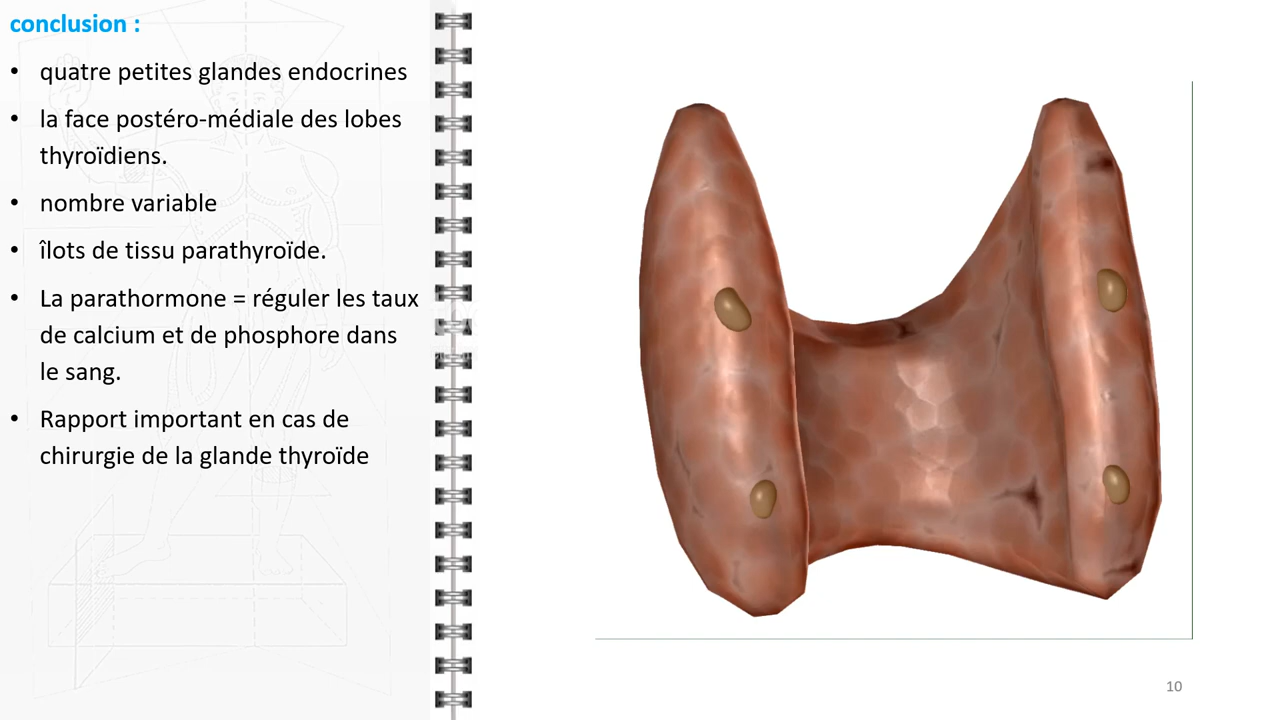 conclusion :
• quatre petites glandes endocrines
• la face postéro-médiale des lobes
thyroïdiens.
• nombre variable
• îlots de tissu parathyroïde.
• La parathormone = réguler les taux
de calcium et de phosphore dans
le sang.
• Rapport important en cas de
chirurgie de la glande thyroïde
10